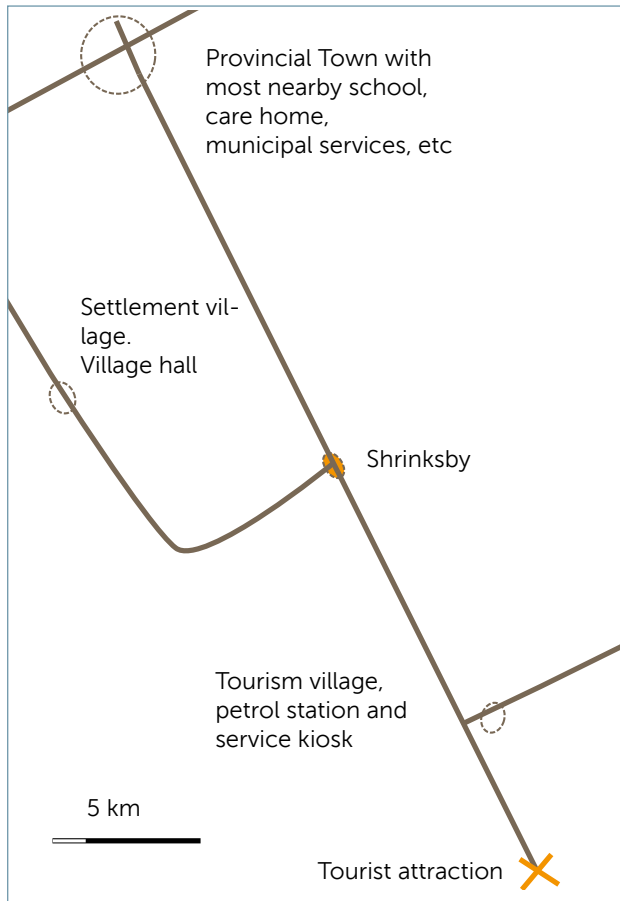 Provincial Town with
most nearby school,
care home,
municipal services, etc
Settlement vil-
lage.
Village hall
Shrinksby
Tourism village,
petrol station and
service kiosk
5 km
Tourist attraction